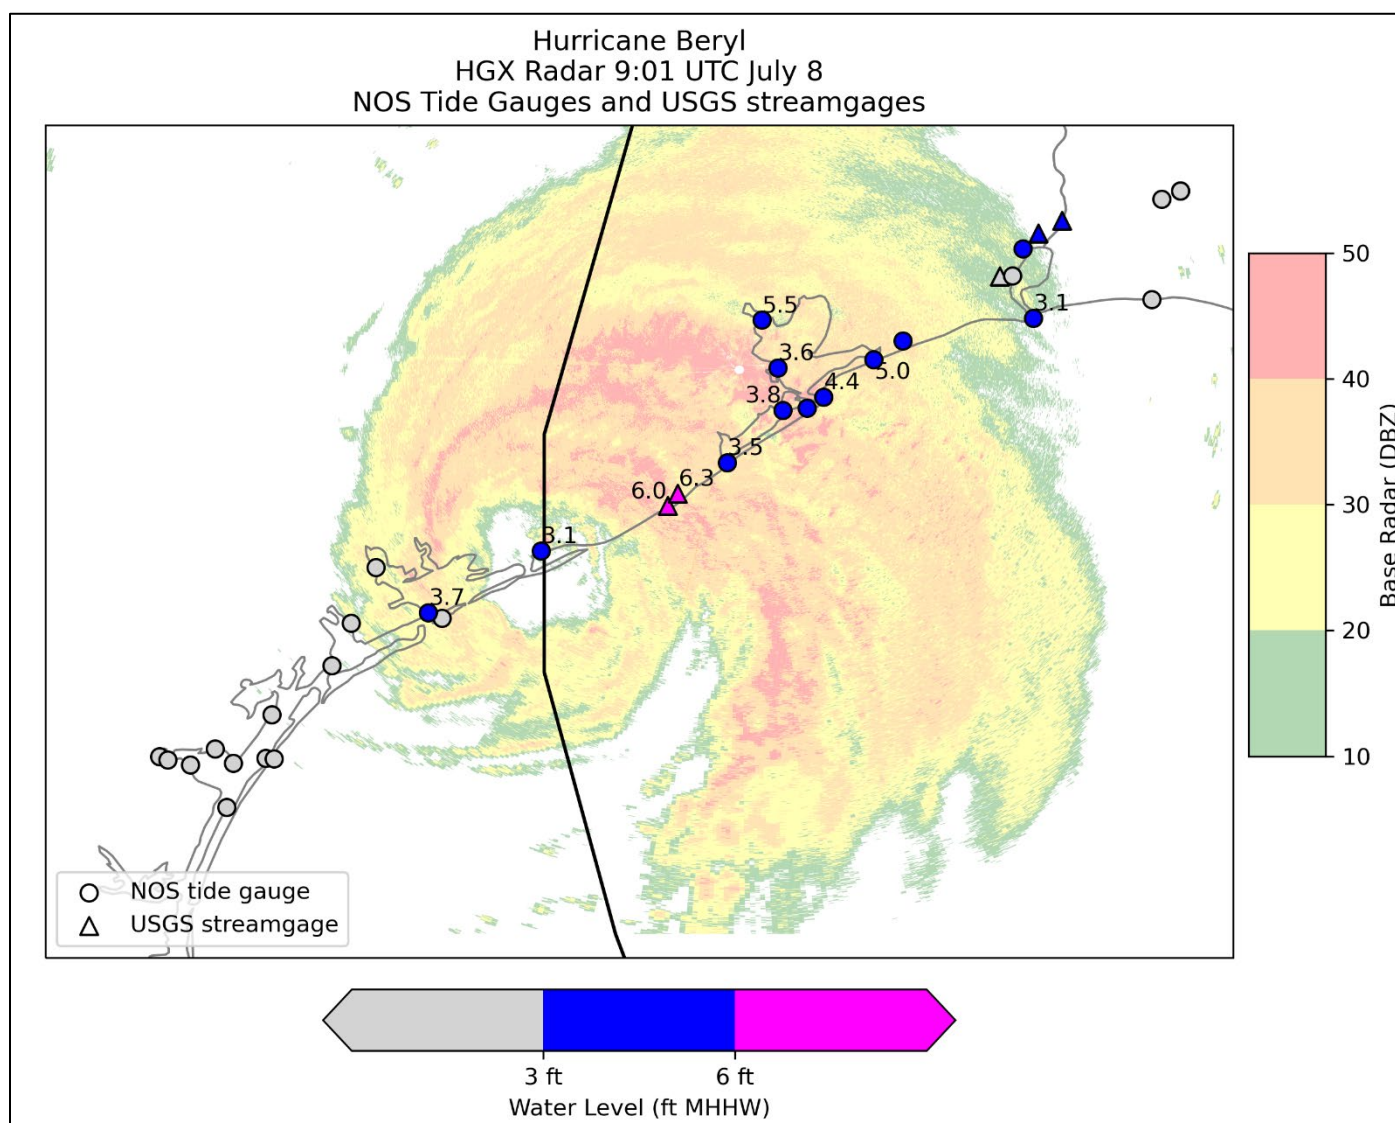 Hurricane Beryl
HGX Radar 9:01 UTC July 8
NOS Tide Gauges and USGS streamgages
5.5
3.1
3.6
5.0
4.4
3.8
3.5
6.3
6.0
3.1
3.7
NOS tide gauge
USGS streamgage
50
40
30
20
10
Base Radar (DBZ)
3 ft
6 ft
Water Level (ft MHHW)